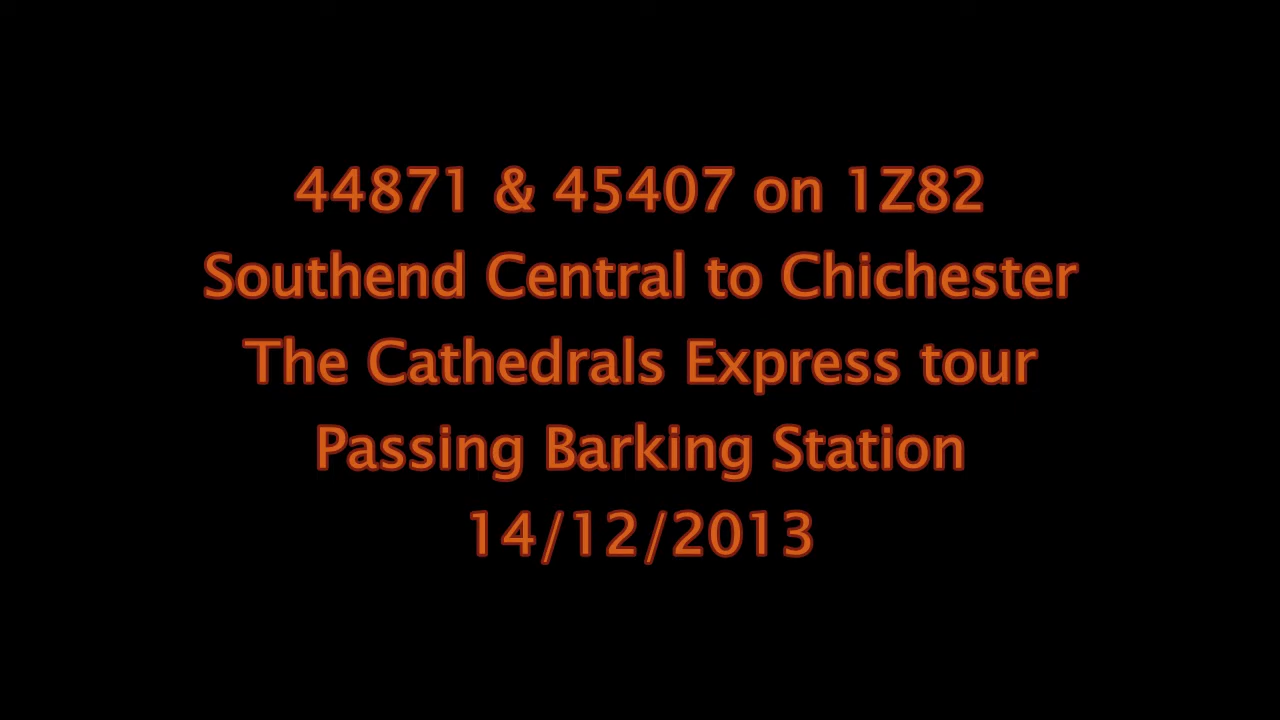 44871 & 45407 on 1Z82
Southend Central to Chichester
The Cathedrals Express tour
Passing Barking Station
14/12/2013